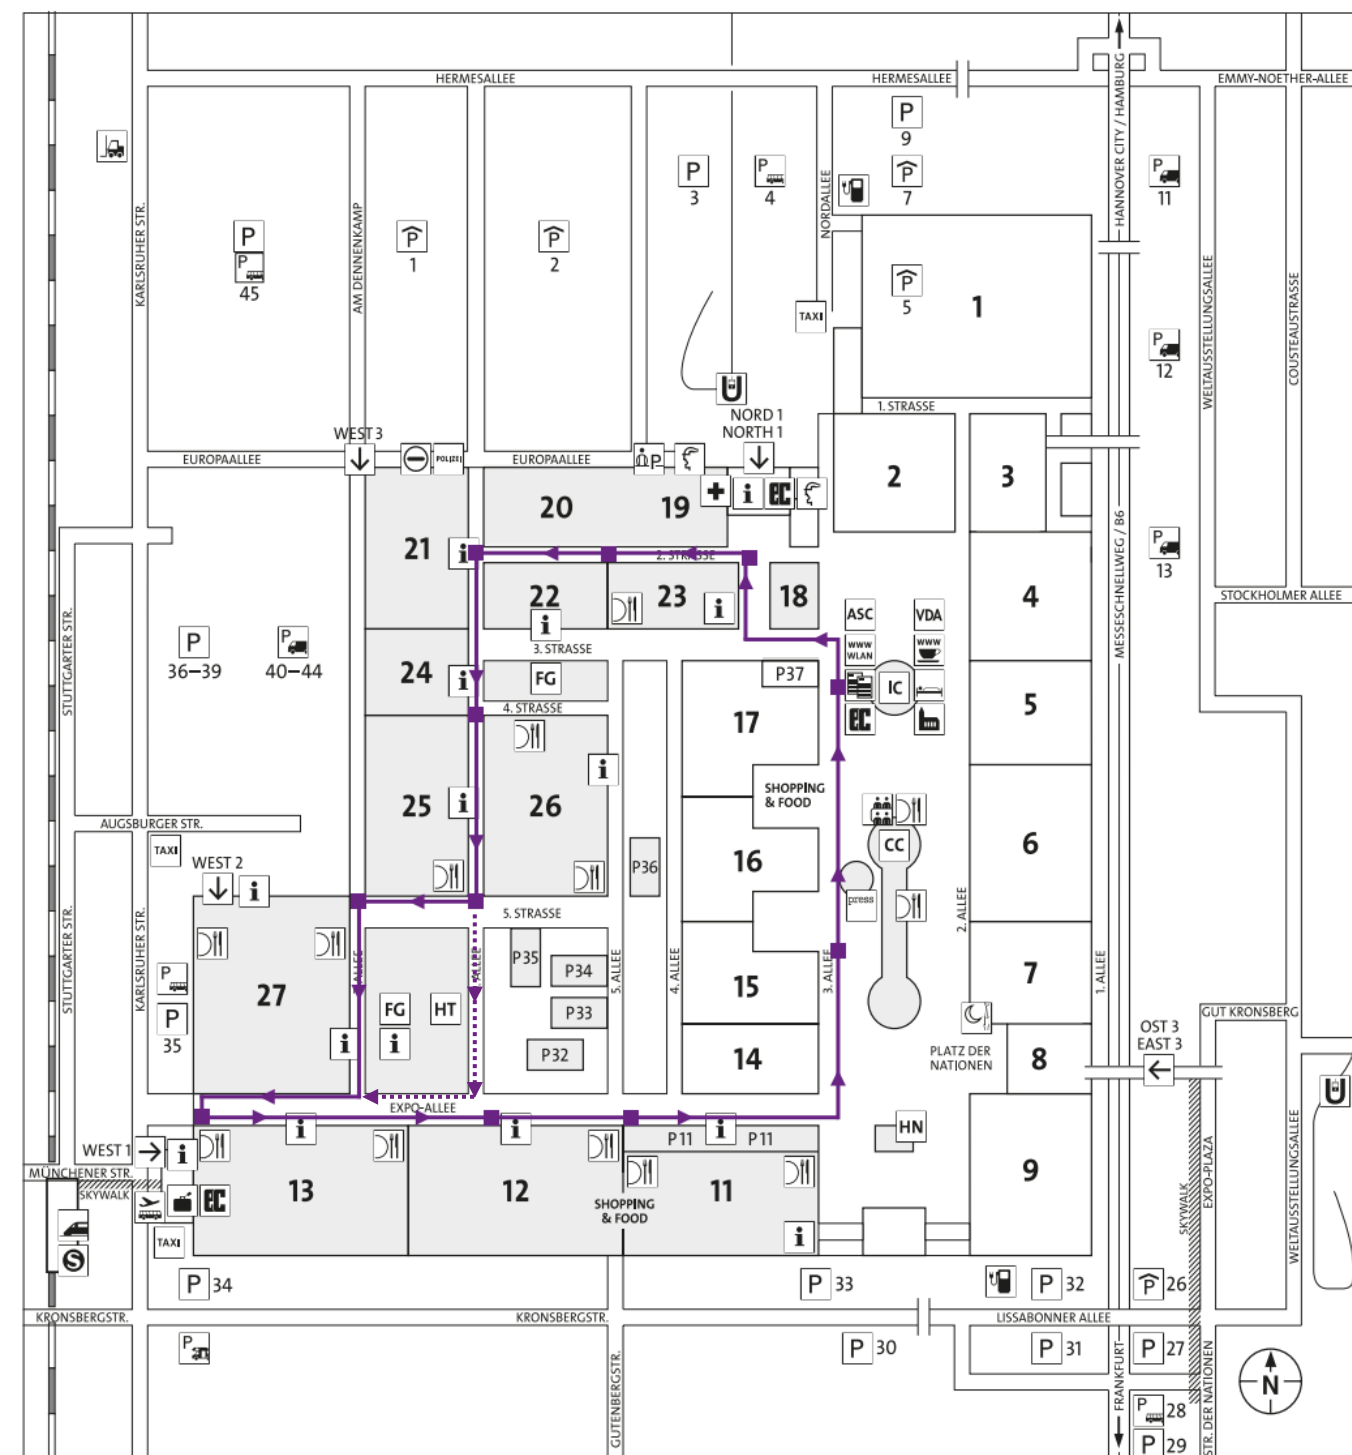 HERMESALLEE
HERMESALLEE
EMMY-NOETHER-ALLEE
HANNOVER CITY / HAMBURG
P
9
P
7
P
3
P
4
P
11
KARLSRUHER STR.
AM DENNENKAMP
NORDALLEE
WELTAUSSTELLUNGSALLEE
COUSTEAUSTRASSE
P
P
45
P
1
P
2
P
5
1
TAXI
P
12
NORD 1
NORTH 1
1. STRASSE
WEST 3
EUROPAALLEE
POLIZEI
EUROPAALLEE
P
i
EC
20
19
2
3
21
i
2. STRASSE
P
13
MESSESCHNELLWEG / B6
22
23
18
4
i
i
ASC
VDA
STOCKHOLMER ALLEE
STUTTGARTER STR.
P
36–39
P
40–44
3. STRASSE
WWW
WLAN
WWW
24
i
FG
P37
IC
EC
5
4. STRASSE
17
25
i
26
i
SHOPPING
& FOOD
AUGSBURGER STR.
TAXI
WEST 2
i
16
P36
CC
6
press
5. STRASSE
STUTTGARTER STR.
KARLSRUHER STR.
5. ALLEE
4. ALLEE
3. ALLEE
2. ALLEE
1. ALLEE
P
P
35
27
i
FG
HT
i
P35
P34
P33
P32
15
14
7
8
PLATZ DER
NATIONEN
OST 3
EAST 3
GUT KRONSBERG
EXPO-ALLEE
WEST 1
i
MÜNCHENER STR.
SKYWALK
EC
TAXI
S
i
13
i
12
P11
i
P11
11
i
SHOPPING
& FOOD
HN
9
SKYWALK
EXPO-PLAZA
WELTAUSSTELLUNGSALLEE
P 34
P 33
P 32
P 26
KRONSBERGSTR.
KRONSBERGSTR.
LISSABONNER ALLEE
P
P 30
P 31
P 27
GUTENBERGSTR.
FRANKFURT
STR. DER NATIONEN
P 28
P 29
N